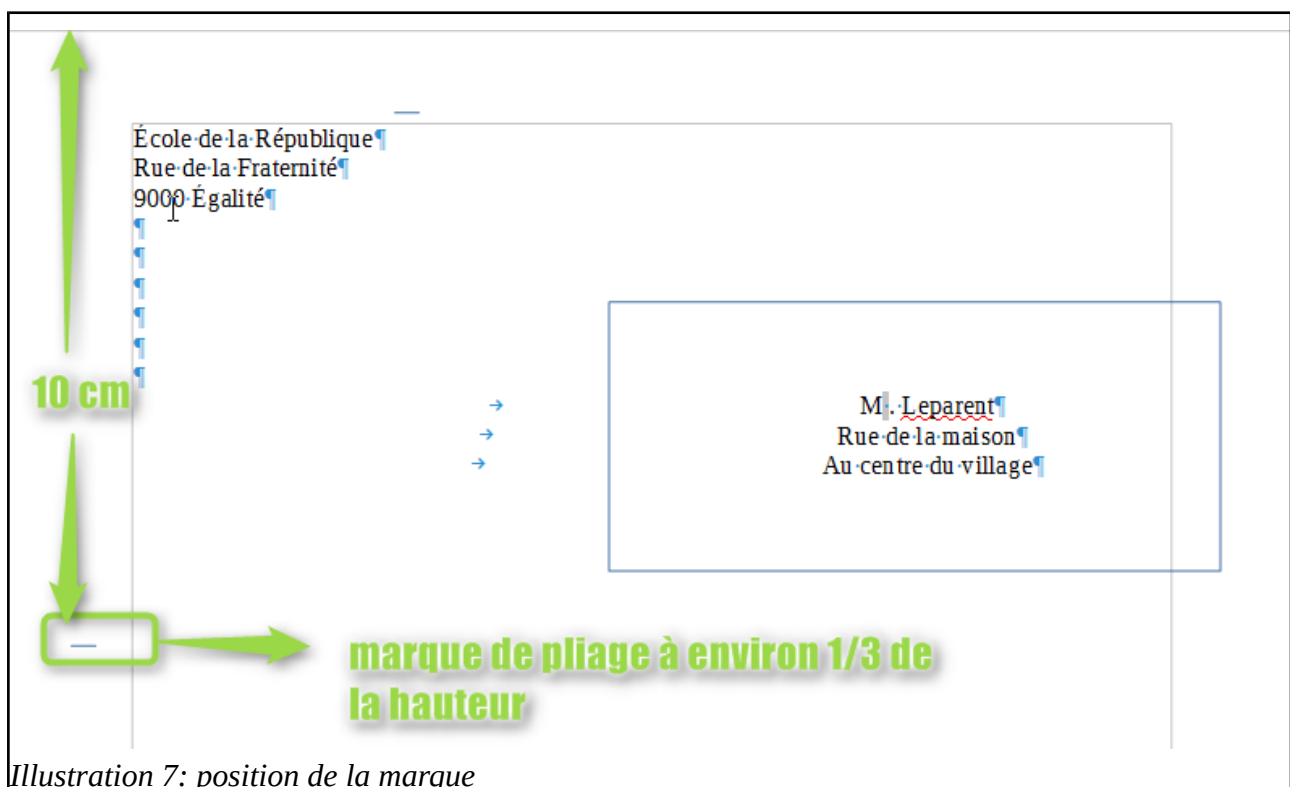 École de la République¶
Rue de la Fraternité¶
9000 Égalité¶
¶
¶
¶
¶
¶
¶
10 cm
→ M . Leparent¶
→ Rue de la maison¶
→ Au centre du village¶
marque de pliage à environ 1/3 de
la hauteur
Illustration 7: position de la marque